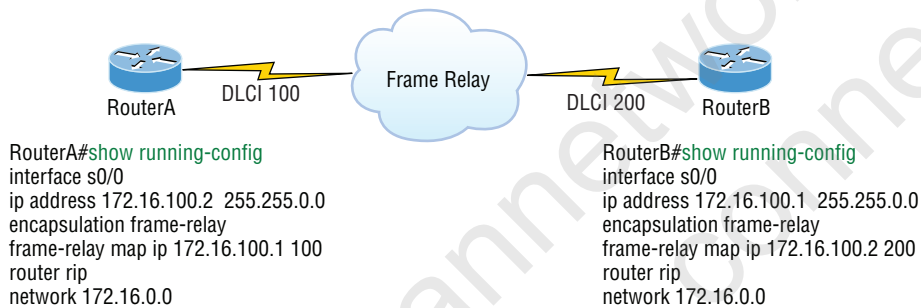 Frame Relay
DLCI 100
DLCI 200
RouterA
RouterB
RouterA#show running-config
interface s0/0
ip address 172.16.100.2 255.255.0.0
encapsulation frame-relay
frame-relay map ip 172.16.100.1 100
router rip
network 172.16.0.0
RouterB#show running-config
interface s0/0
ip address 172.16.100.1 255.255.0.0
encapsulation frame-relay
frame-relay map ip 172.16.100.2 200
router rip
network 172.16.0.0